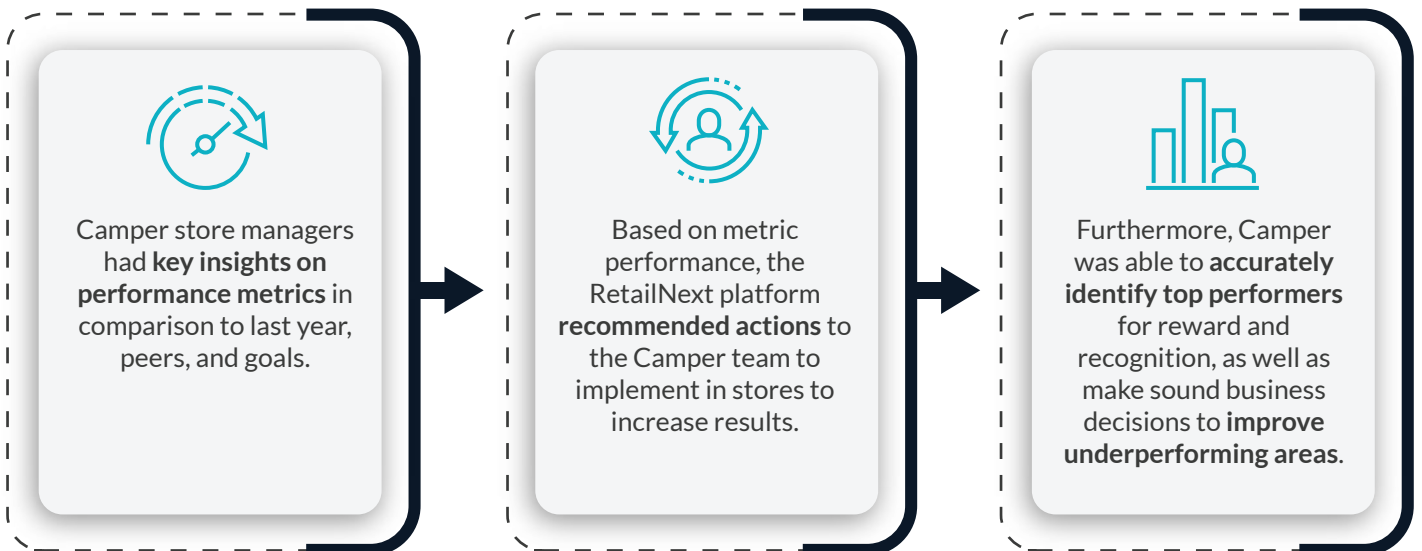 Camper store managers
had key insights on
performance metrics in
comparison to last year,
peers, and goals.
Based on metric
performance, the
RetailNext platform
recommended actions to
the Camper team to
implement in stores to
increase results.
Furthermore, Camper
was able to accurately
identify top performers
for reward and
recognition, as well as
make sound business
decisions to improve
underperforming areas.